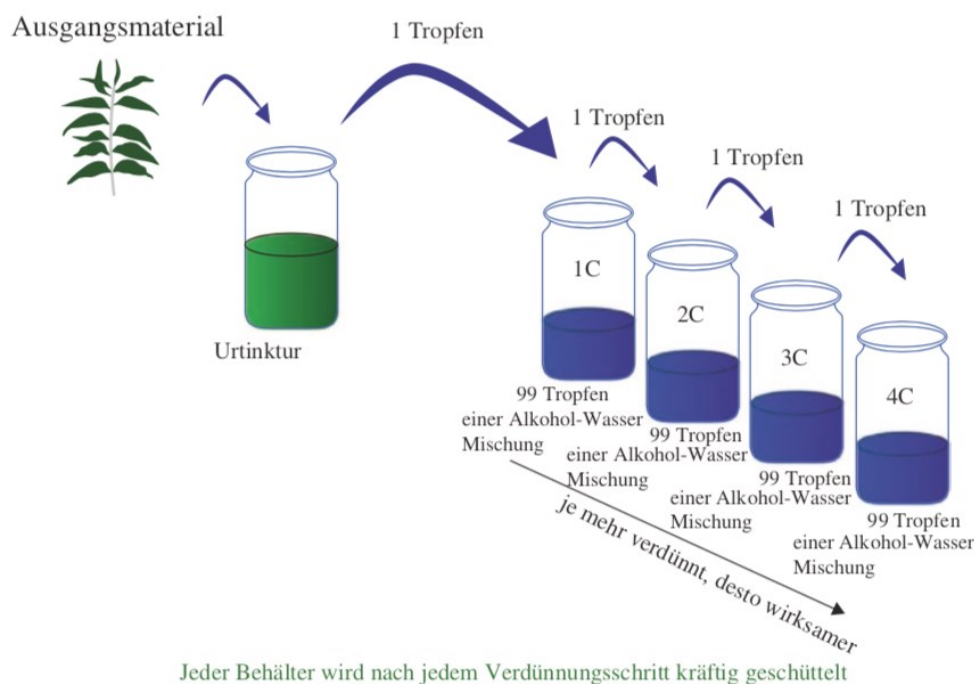 Ausgangsmaterial
1 Tropfen
1 Tropfen
1 Tropfen
1 Tropfen
Urtinktur
1C
2C
3C
4C
99 Tropfen
einer Alkohol-Wasser
Mischung
99 Tropfen
einer Alkohol-Wasser
Mischung
99 Tropfen
einer Alkohol-Wasser
Mischung
99 Tropfen
einer Alkohol-Wasser
Mischung
je mehr verdünnt, desto wirksamer
Jeder Behälter wird nach jedem Verdünnungsschritt kräftig geschüttelt